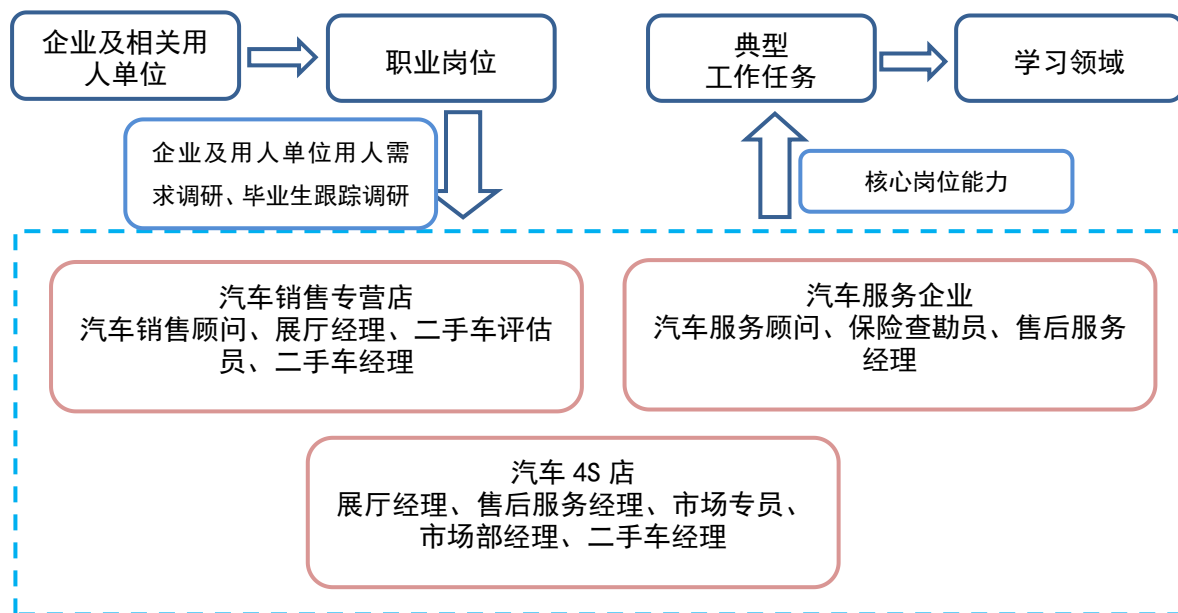 企业及相关用
人单位
职业岗位
典型
工作任务
学习领域
企业及用人单位用人需
求调研、毕业生跟踪调研
核心岗位能力
汽车销售专营店
汽车销售顾问、展厅经理、二手车评估
员、二手车经理
汽车服务企业
汽车服务顾问、保险查勘员、售后服务
经理
汽车 4S 店
展厅经理、售后服务经理、市场专员、
市场部经理、二手车经理